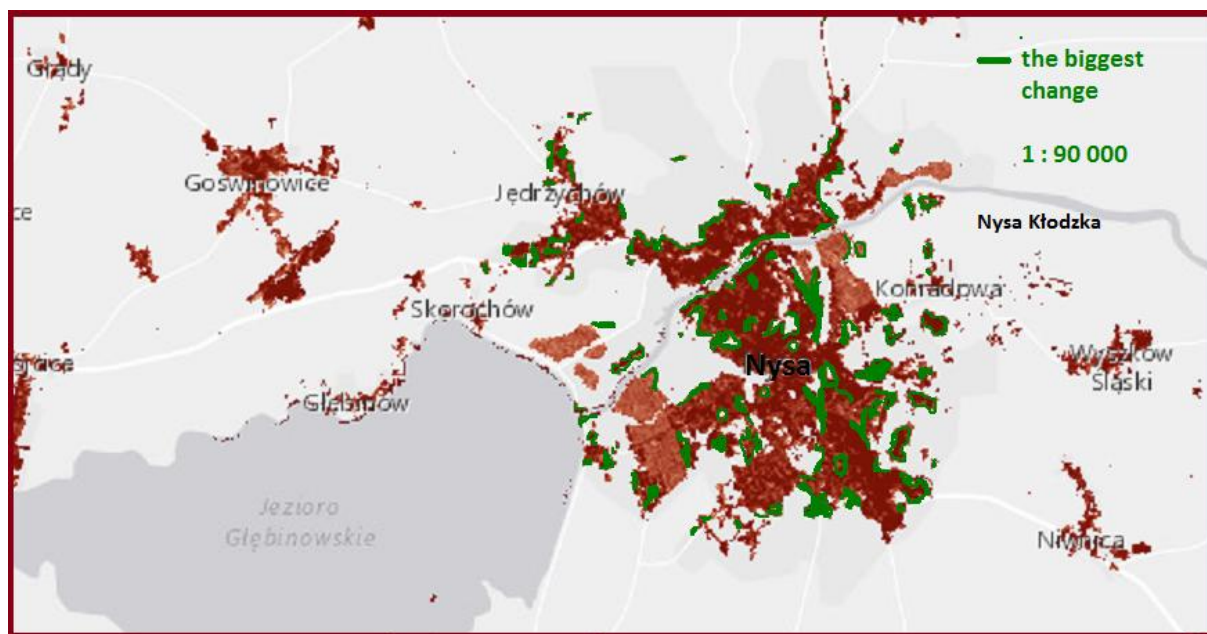 Grądy
the biggest
change
1 : 90 000
Goświnowice
Jędrzychów
ce
Nysa Kłodzka
Konradowa
Skorochów
Nysa
Wyszków
Śląski
Głębinów
Jezioro
Głębinowskie
Niwnica